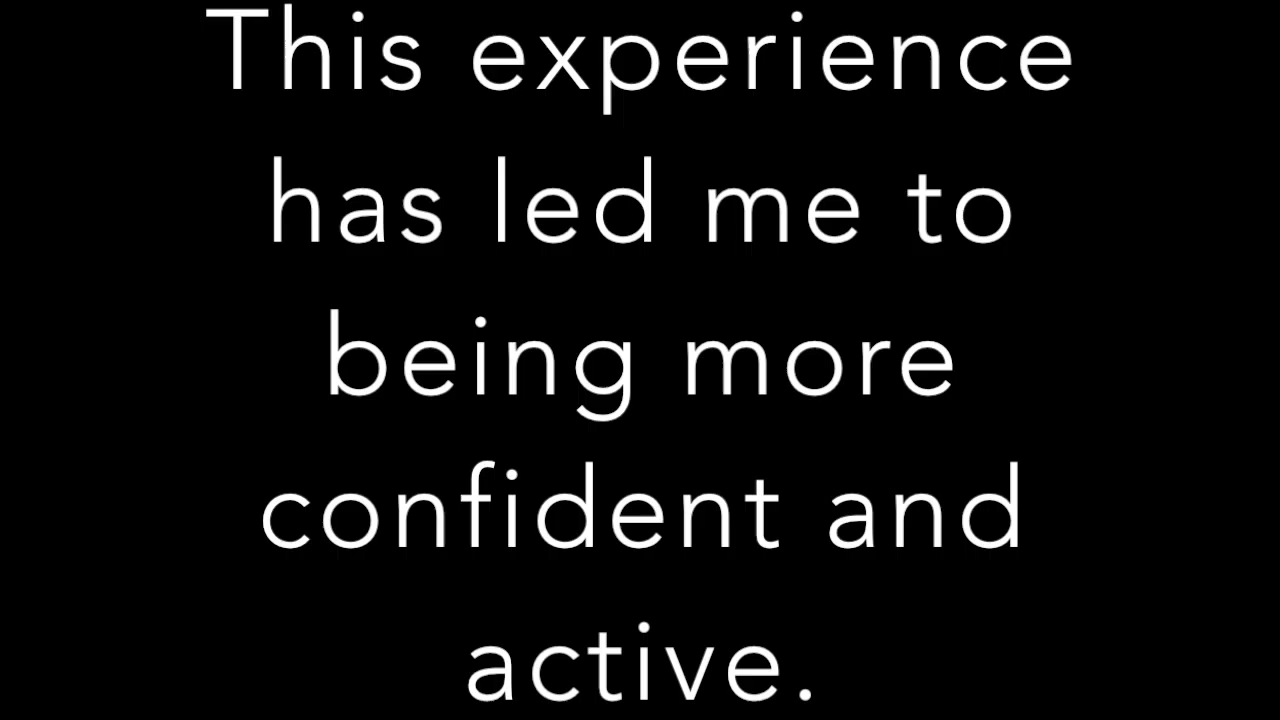 This experience
has led me to
being more
confident and
active.